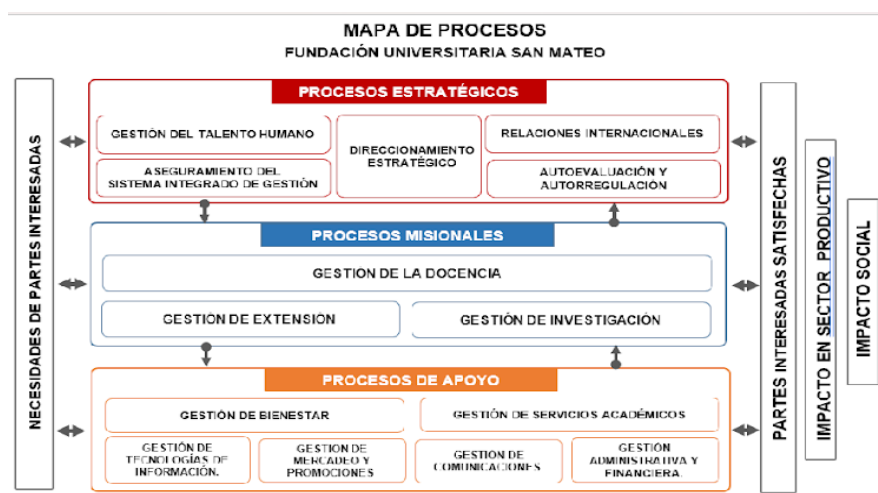 MAPA DE PROCESOS
FUNDACIÓN UNIVERSITARIA SAN MATEO
NECESIDADES DE PARTES INTERESADAS
PROCESOS ESTRATÉGICOS
GESTIÓN DEL TALENTO HUMANO
ASEGURAMIENTO DEL
SISTEMA INTEGRADO DE GESTIÓN
DIRECCIONAMIENTO
ESTRATÉGICO
RELACIONES INTERNACIONALES
AUTOEVALUACIÓN Y
AUTORREGULACIÓN
PROCESOS MISIONALES
GESTION DE LA DOCENCIA
GESTIÓN DE EXTENSIÓN
GESTIÓN DE INVESTIGACIÓN
PROCESOS DE APOYO
GESTIÓN DE BIENESTAR
GESTIÓN DE SERVICIOS ACADÉMICOS
GESTIÓN DE
TECNOLOGÍAS DE
INFORMACIÓN.
GESTION DE
MERCADEO Y
PROMOCIONES
GESTIÓN DE
COMUNICACIONES
GESTIÓN
ADMINISTRATIVA Y
FINANCIERA.
PARTES INTERESADAS SATISFECHAS
IMPACTO EN SECTOR PRODUCTIVO
IMPACTO SOCIAL